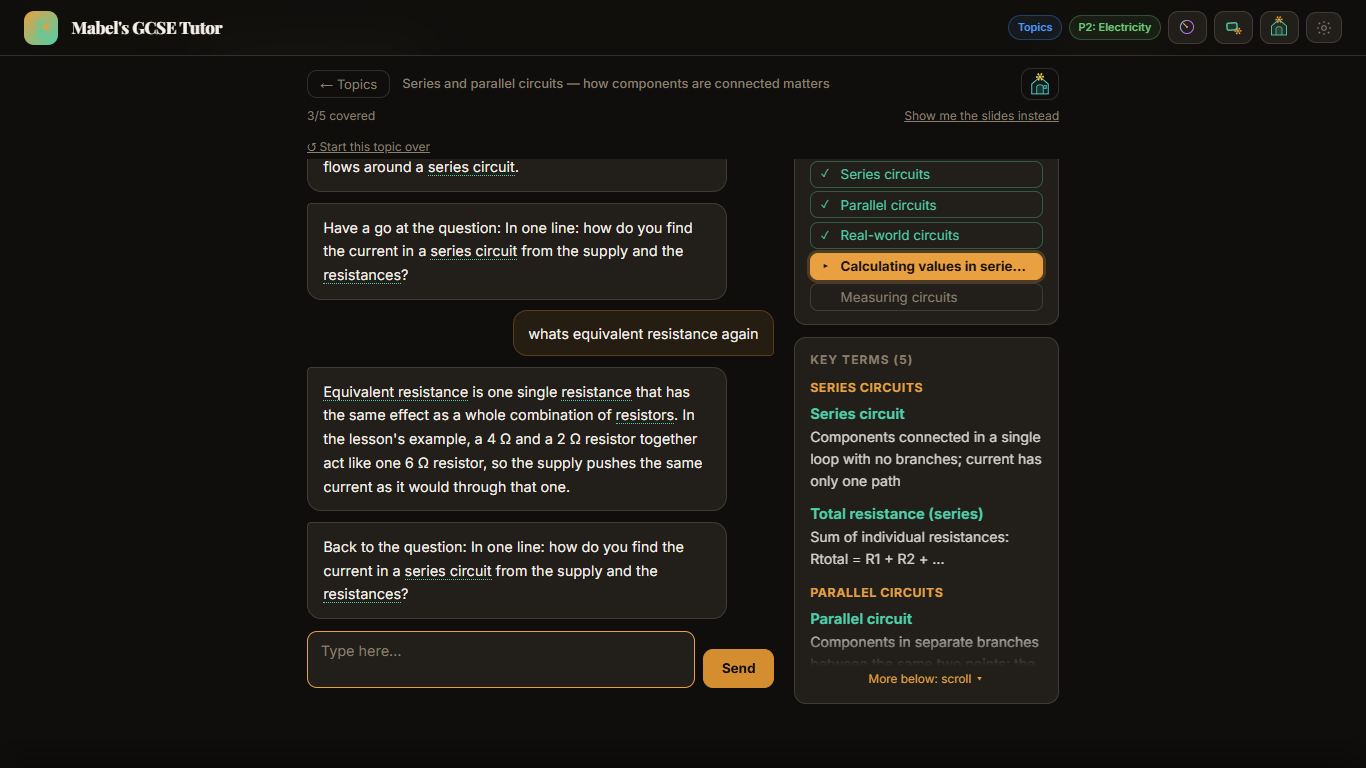 Mabel's GCSE Tutor
Topics
P2: Electricity
← Topics
Series and parallel circuits — how components are connected matters
3/5 covered
Show me the slides instead
↺ Start this topic over
flows around a series circuit.
Have a go at the question: In one line: how do you find
the current in a series circuit from the supply and the
resistances?
whats equivalent resistance again
Equivalent resistance is one single resistance that has
the same effect as a whole combination of resistors. In
the lesson's example, a 4 Ω and a 2 Ω resistor together
act like one 6 Ω resistor, so the supply pushes the same
current as it would through that one.
Back to the question: In one line: how do you find the
current in a series circuit from the supply and the
resistances?
Type here...
Send
✓ Series circuits
✓ Parallel circuits
✓ Real-world circuits
▸ Calculating values in serie...
Measuring circuits
KEY TERMS (5)
SERIES CIRCUITS
Series circuit
Components connected in a single
loop with no branches; current has
only one path
Total resistance (series)
Sum of individual resistances:
Rtotal = R1 + R2 + ...
PARALLEL CIRCUITS
Parallel circuit
Components in separate branches
between the same two points; the
More below: scroll ▾